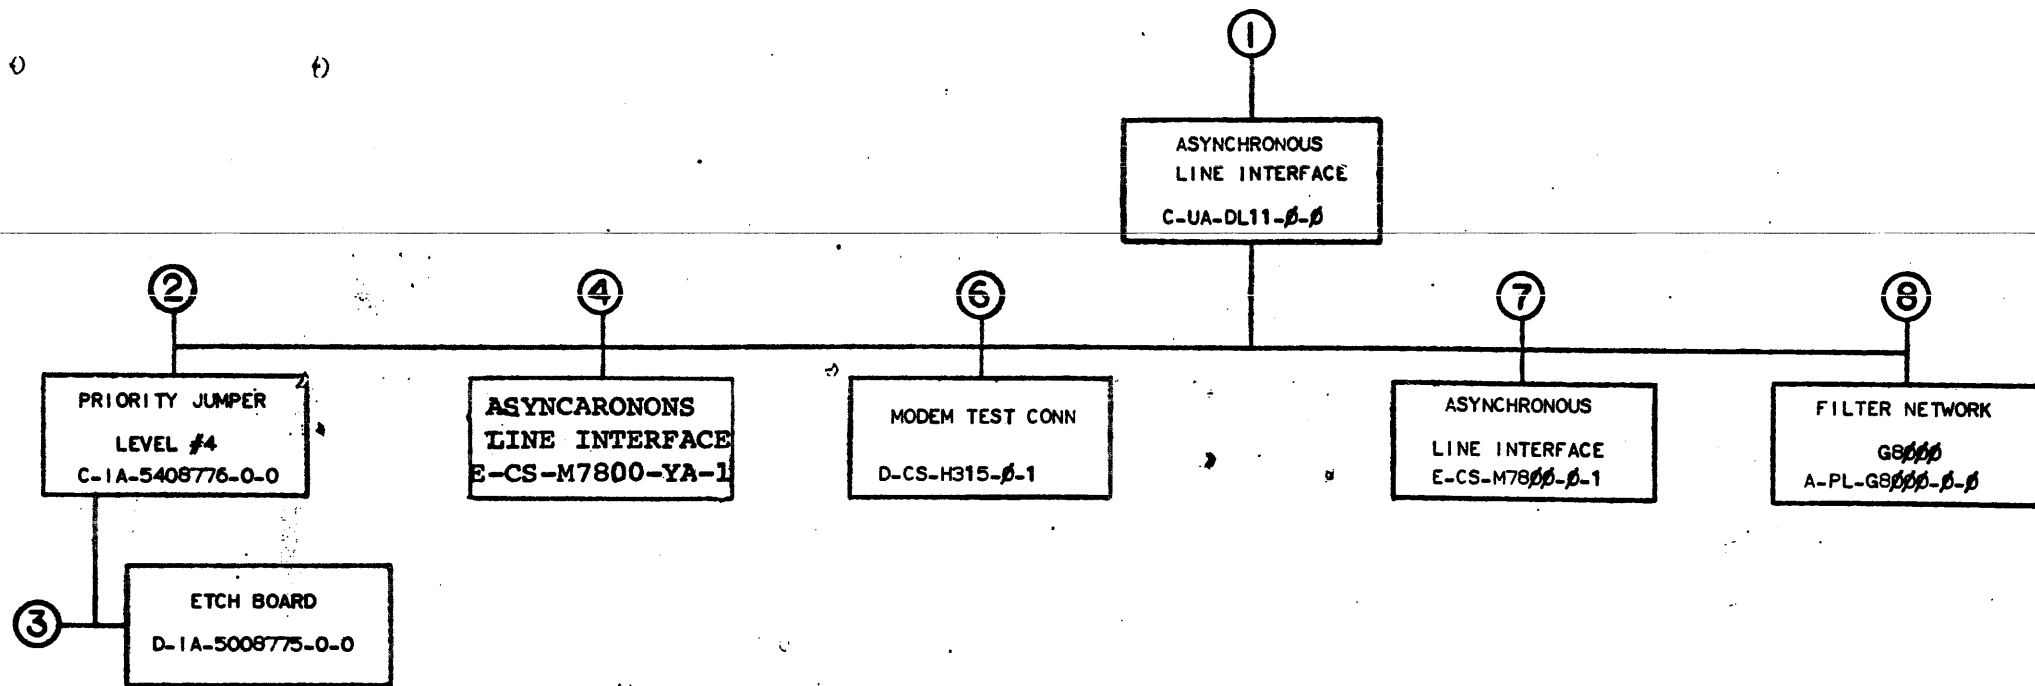 1
ASYNCHRONOUS
LINE INTERFACE
C-UA-DL11-Ø-Ø
2
4
6
7
8
PRIORITY JUMPER
LEVEL #4
C-IA-5408776-0-0
ASYNCARONONS
LINE INTERFACE
E-CS-M7800-YA-1
MODEM TEST CONN
D-CS-H315-Ø-1
ASYNCHRONOUS
LINE INTERFACE
E-CS-M78ØØ-Ø-1
FILTER NETWORK
G8ØØØ
A-PL-G8ØØØ-Ø-Ø
3
ETCH BOARD
D-IA-5008775-0-0